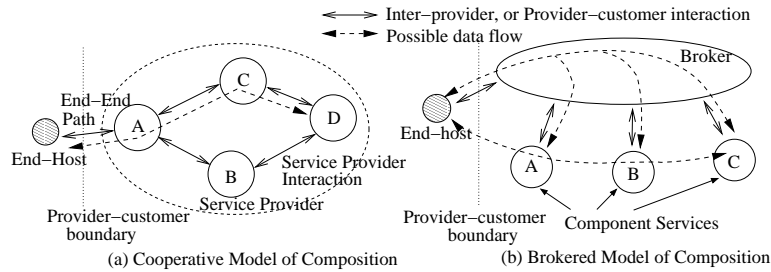 Inter–provider, or Provider–customer interaction
Possible data flow
End–End
Path
End–Host
A
C
B
D
Service Provider
Interaction
Service Provider
Provider–customer
boundary
(a) Cooperative Model of Composition
Broker
End–host
A
B
C
Provider–customer
boundary
Component Services
(b) Brokered Model of Composition